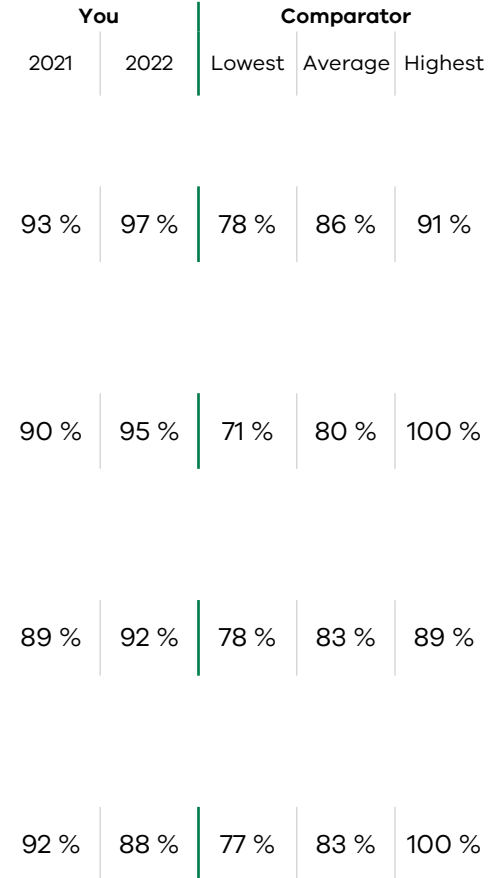 You Comparator
2021 2022 Lowest Average Highest
93 % 97 % 78 % 86 % 91 %
90 % 95 % 71 % 80 % 100 %
89 % 92 % 78 % 83 % 89 %
92 % 88 % 77 % 83 % 100 %